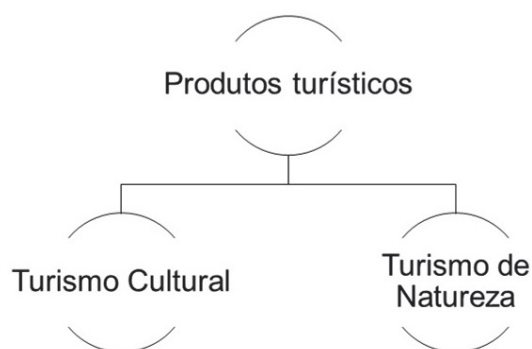 Produtos turísticos
Turismo Cultural
Turismo de
Natureza